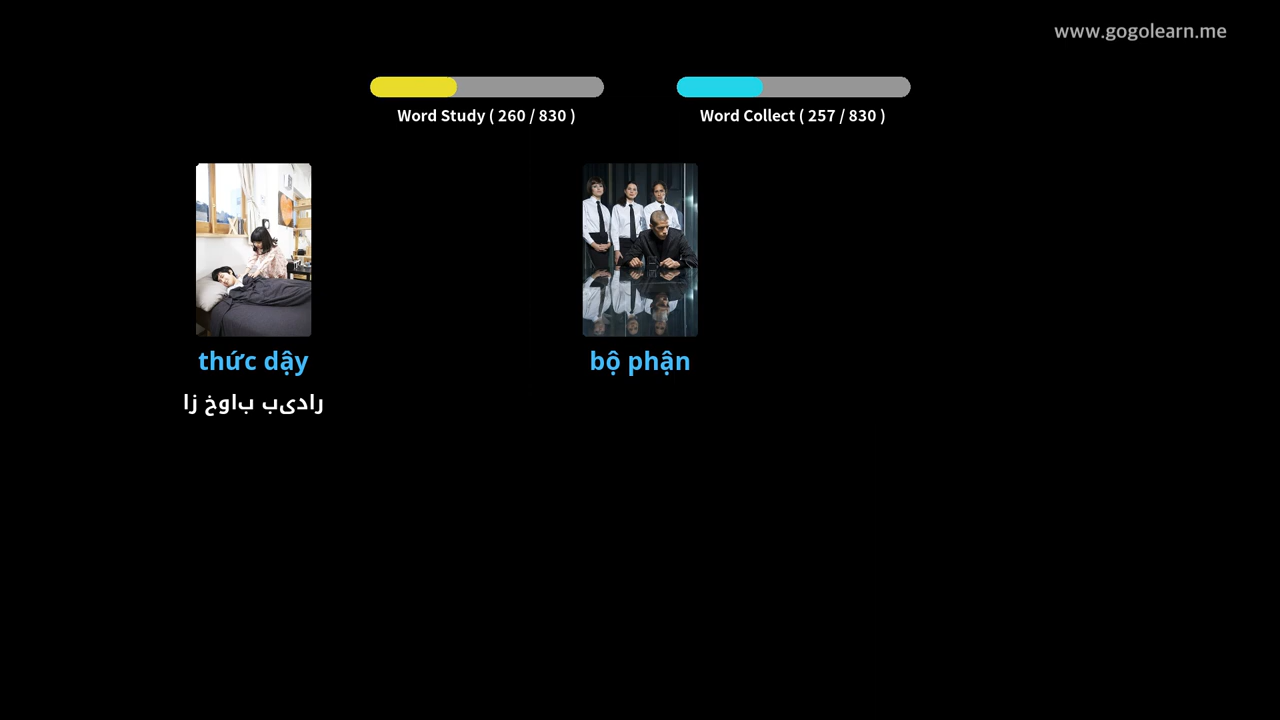 www.gogolearn.me
Word Study ( 260 / 830 )
Word Collect ( 257 / 830 )
thức dậy
bộ phận
از خواب بیدار